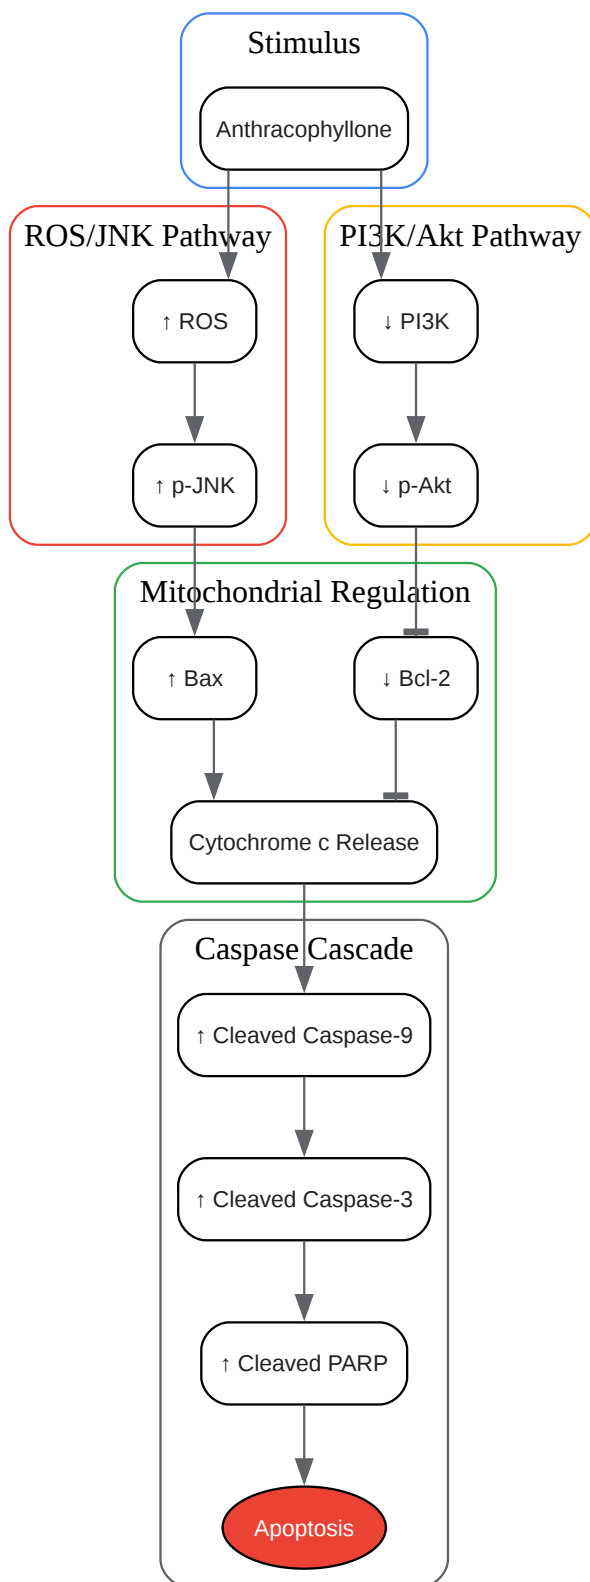 Stimulus
Anthracophyllone
ROS/JNK Pathway
PI3K/Akt Pathway
↑ ROS
↓ PI3K
↑ p-JNK
↓ p-Akt
Mitochondrial Regulation
↑ Bax
↓ Bcl-2
Cytochrome c Release
Caspase Cascade
↑ Cleaved Caspase-9
↑ Cleaved Caspase-3
↑ Cleaved PARP
Apoptosis